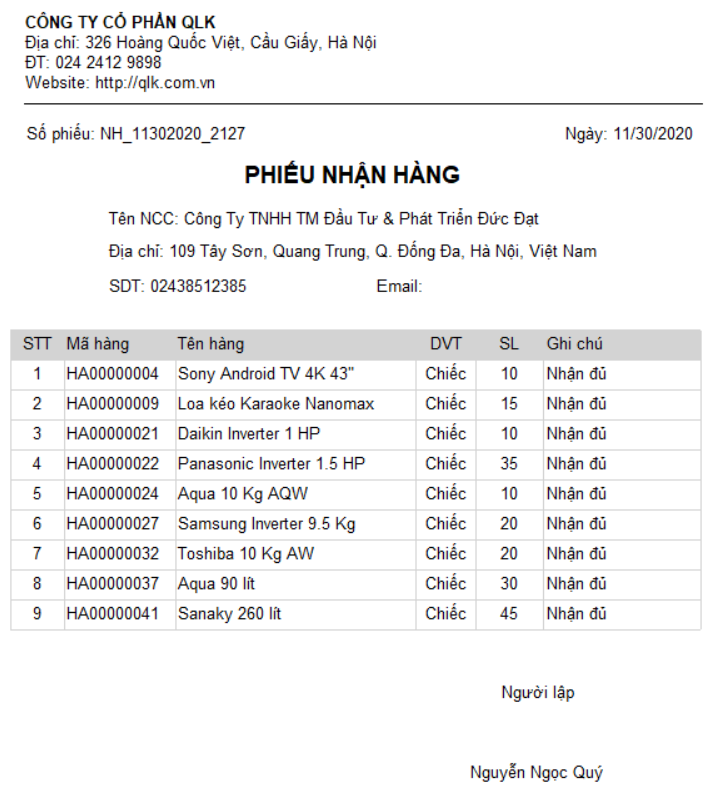 CÔNG TY CỔ PHẦN QLK
Địa chỉ: 326 Hoàng Quốc Việt, Cầu Giấy, Hà Nội
ĐT: 024 2412 9898
Website: http://qlk.com.vn
Số phiếu: NH_11302020_2127 Ngày: 11/30/2020
PHIẾU NHẬN HÀNG
Tên NCC: Công Ty TNHH TM Đầu Tư & Phát Triển Đức Đạt
Địa chỉ: 109 Tây Sơn, Quang Trung, Q. Đống Đa, Hà Nội, Việt Nam
SDT: 02438512385 Email:
STT Mã hàng Tên hàng DVT SL Ghi chú
1 HA00000004 Sony Android TV 4K 43" Chiếc 10 Nhận đủ
2 HA00000009 Loa kéo Karaoke Nanomax Chiếc 15 Nhận đủ
3 HA00000021 Daikin Inverter 1 HP Chiếc 10 Nhận đủ
4 HA00000022 Panasonic Inverter 1.5 HP Chiếc 35 Nhận đủ
5 HA00000024 Aqua 10 Kg AQW Chiếc 10 Nhận đủ
6 HA00000027 Samsung Inverter 9.5 Kg Chiếc 20 Nhận đủ
7 HA00000032 Toshiba 10 Kg AW Chiếc 20 Nhận đủ
8 HA00000037 Aqua 90 lít Chiếc 30 Nhận đủ
9 HA00000041 Sanaky 260 lít Chiếc 45 Nhận đủ
Người lập
Nguyễn Ngọc Quý